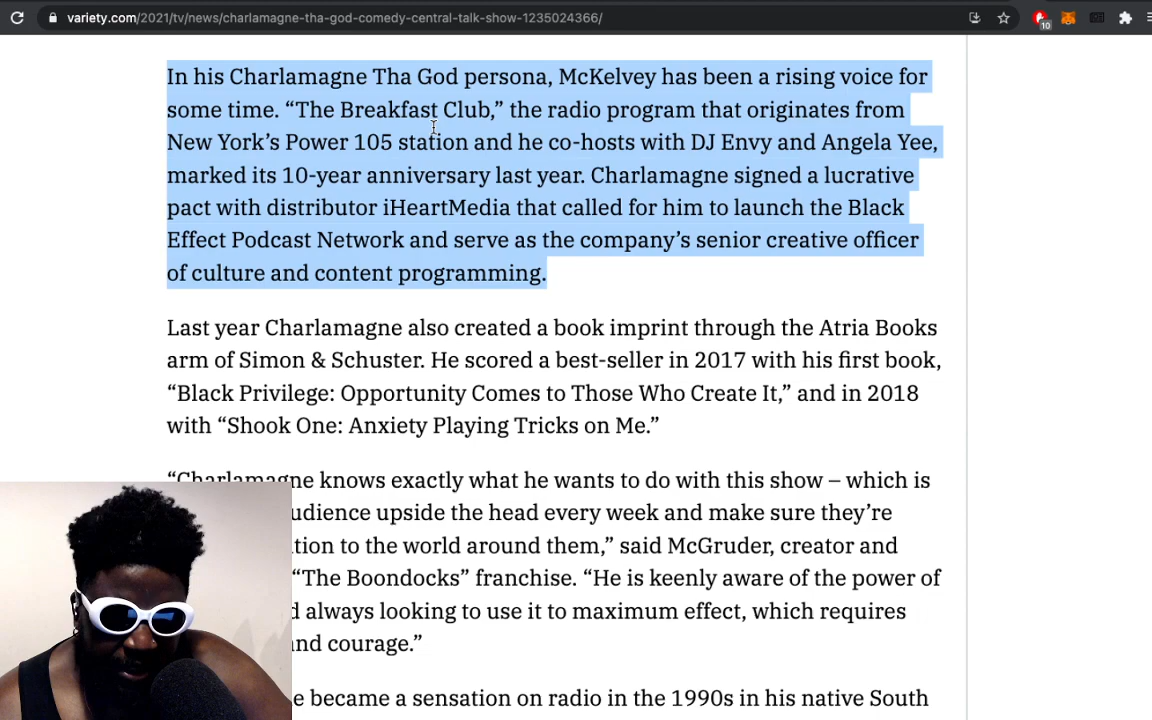 variety.com/2021/tv/news/charlamagne-tha-god-comedy-central-talk-show-1235024366/
10
In his Charlamagne Tha God persona, McKelvey has been a rising voice for
some time. “The Breakfast Club,” the radio program that originates from
New York’s Power 105 station and he co-hosts with DJ Envy and Angela Yee,
marked its 10-year anniversary last year. Charlamagne signed a lucrative
pact with distributor iHeartMedia that called for him to launch the Black
Effect Podcast Network and serve as the company’s senior creative officer
of culture and content programming.
Last year Charlamagne also created a book imprint through the Atria Books
arm of Simon & Schuster. He scored a best-seller in 2017 with his first book,
“Black Privilege: Opportunity Comes to Those Who Create It,” and in 2018
with “Shook One: Anxiety Playing Tricks on Me.”
“Charlamagne knows exactly what he wants to do with this show – which is
udience upside the head every week and make sure they’re
tion to the world around them,” said McGruder, creator and
“The Boondocks” franchise. “He is keenly aware of the power of
always looking to use it to maximum effect, which requires
and courage.”
became a sensation on radio in the 1990s in his native South